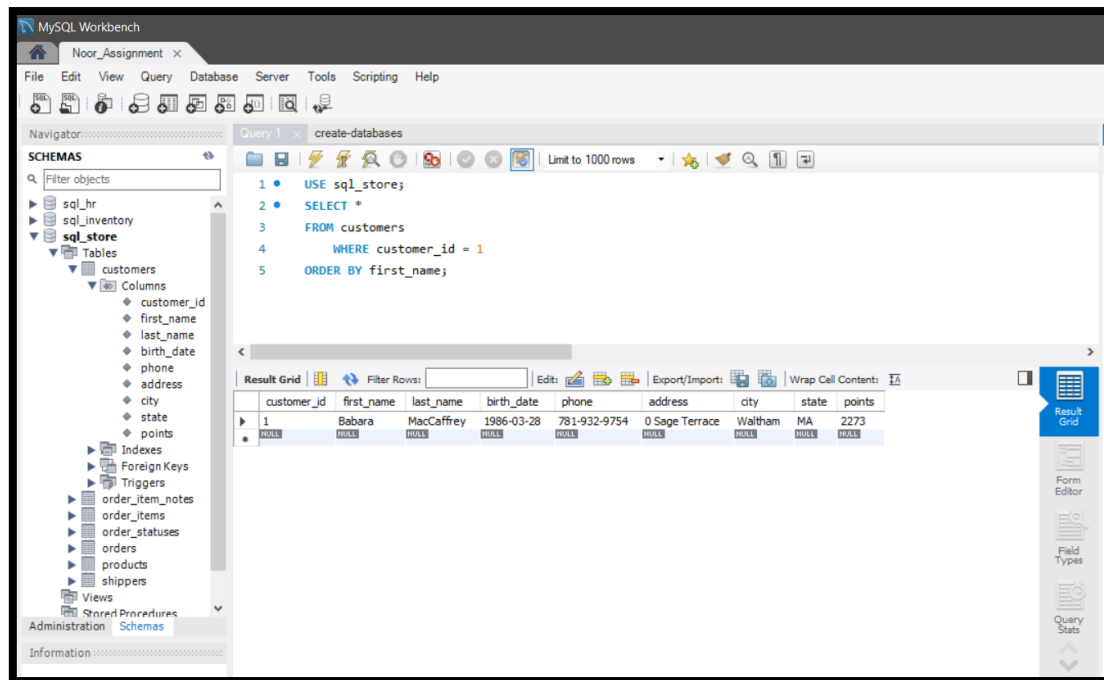 MySQL Workbench
Noor_Assignment ×
File Edit View Query Database Server Tools Scripting Help
Navigator
Query 1 × create-databases
SCHEMAS
Limit to 1000 rows
Filter objects
1 USE sql_store;
2 SELECT *
3 FROM customers
4 WHERE customer_id = 1
5 ORDER BY first_name;
sql_hr
sql_inventory
sql_store
Tables
customers
Columns
customer_id
first_name
last_name
birth_date
phone
address
city
state
points
Indexes
Foreign Keys
Triggers
order_item_notes
order_items
order_statuses
orders
products
shippers
Views
Stored Procedures
Administration Schemas
Information
Result Grid Filter Rows: Edit: Export/Import: Wrap Cell Content:
customer_id first_name last_name birth_date phone address city state points
1 Babara MacCaffrey 1986-03-28 781-932-9754 0 Sage Terrace Waltham MA 2273
NULL NULL NULL NULL NULL NULL NULL NULL NULL
Result
Grid
Form
Editor
Field
Types
Query
Stats